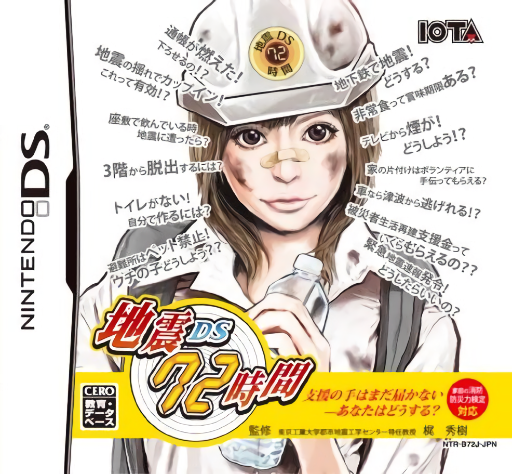 NINTENDO DS
IOTA
地震DS
72
時間
通帳が燃えた!
下ろせるの!?
地震の揺れでカップイン!
これって有効!?
座敷で飲んでいる時
地震に遭ったら?
3階から脱出するには?
トイレがない!
自分で作るには?
避難所はペット禁止!
ウチの子どうしよう??
地下鉄で地震!
どうする?
非常食って賞味期限ある?
テレビから煙が!
どうしよう!?
家の片付けはボランティアに
手伝ってもらえる?
車なら津波から逃げれる!?
被災者生活再建支援金って
いくらもらえるの??
緊急地震速報発令!
どうしたらいいの?
地震DS
72時間
CERO
教育・
データ
ベース
支援の手はまだ届かない
—あなたはどうする?
家庭の消防
防災力検定
対応
監修 東京工業大学都市地震工学センター特任教授 梶 秀樹
NTR-B72J-JPN